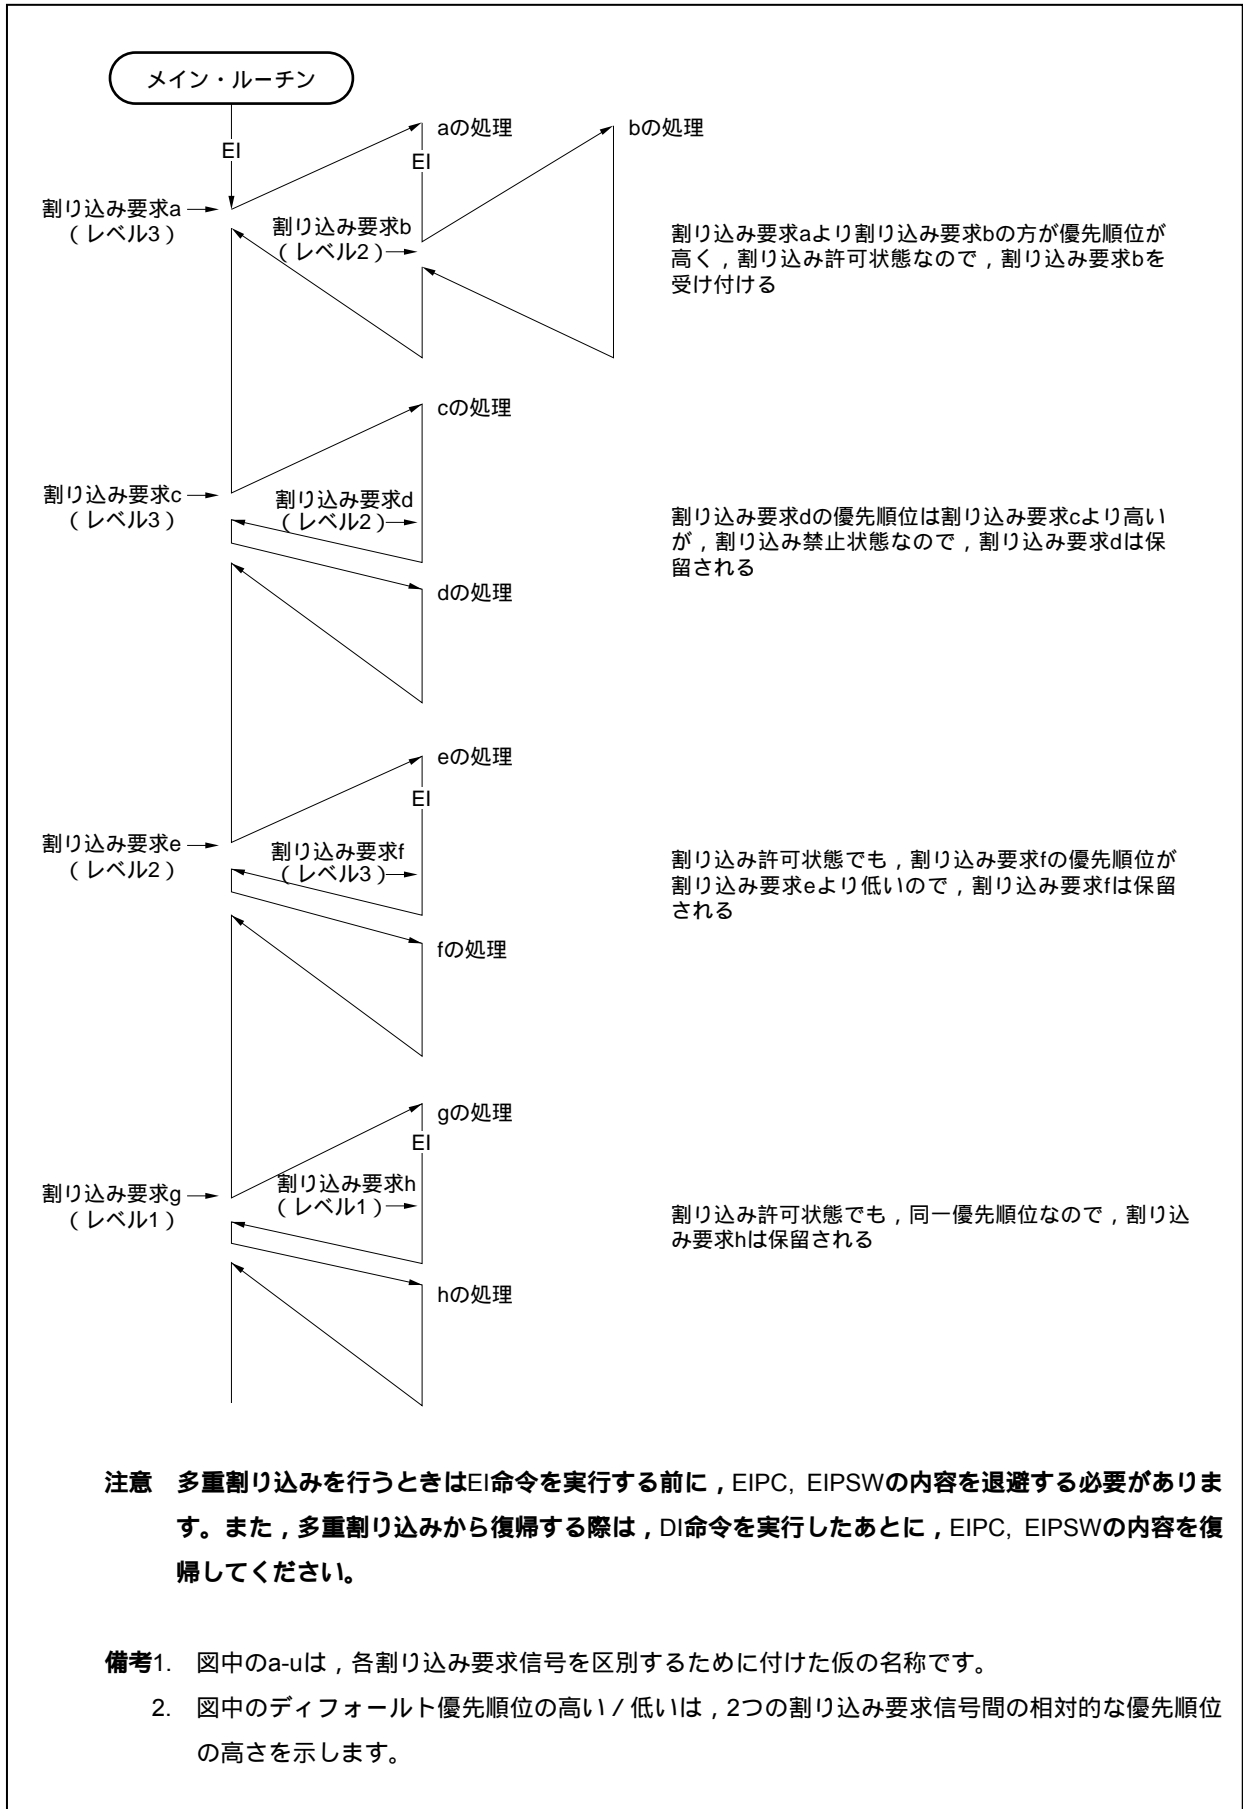 メイン・ルーチン
EI
aの処理
EI
bの処理
割り込み要求a
（レベル3）
割り込み要求b
（レベル2）
割り込み要求aより割り込み要求bの方が優先順位が
高く，割り込み許可状態なので，割り込み要求bを
受け付ける
cの処理
割り込み要求c
（レベル3）
割り込み要求d
（レベル2）
割り込み要求dの優先順位は割り込み要求cより高い
が，割り込み禁止状態なので，割り込み要求dは保
留される
dの処理
eの処理
EI
割り込み要求e
（レベル2）
割り込み要求f
（レベル3）
割り込み許可状態でも，割り込み要求fの優先順位が
割り込み要求eより低いので，割り込み要求fは保留
される
fの処理
gの処理
EI
割り込み要求g
（レベル1）
割り込み要求h
（レベル1）
割り込み許可状態でも，同一優先順位なので，割り込
み要求hは保留される
hの処理
注意 多重割り込みを行うときはEI命令を実行する前に，EIPC, EIPSWの内容を退避する必要がありま
す。また，多重割り込みから復帰する際は，DI命令を実行したあとに，EIPC, EIPSWの内容を復
帰してください。
備考1. 図中のa-uは，各割り込み要求信号を区別するために付けた仮の名称です。
2. 図中のディフォールト優先順位の高い／低いは，2つの割り込み要求信号間の相対的な優先順位
の高さを示します。